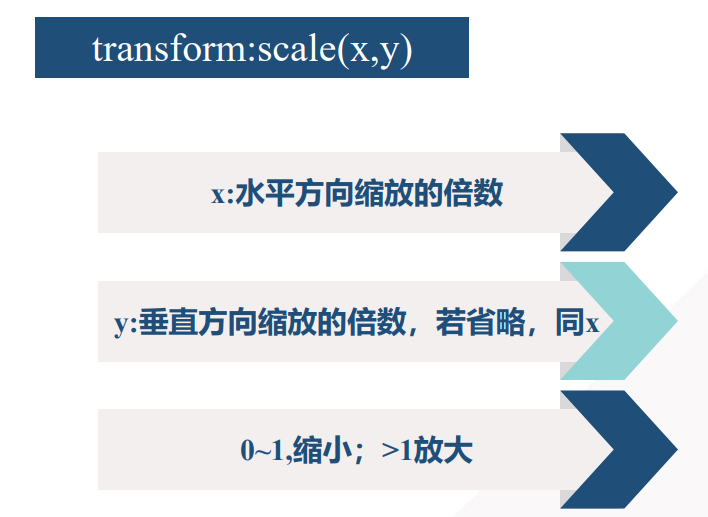 transform:scale(x,y)
x:水平方向缩放的倍数
y:垂直方向缩放的倍数，若省略，同x
0~1,缩小；>1放大